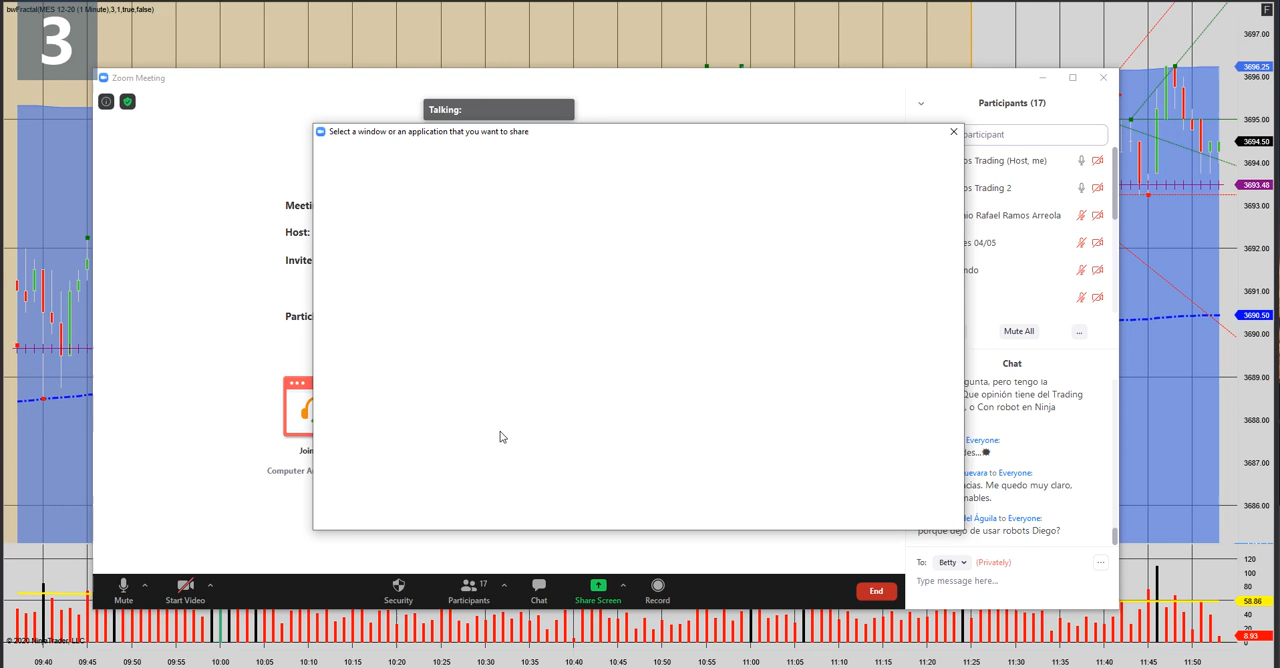 bwFractal(MES 12-20 (1 Minute),3,1,true,false)
F
3
3697.00
3696.25
3696.00
3695.00
3694.50
3694.00
3693.48
3693.00
3692.00
3691.00
3690.50
3690.00
3689.00
3688.00
3687.00
3686.00
Zoom Meeting
Talking:
Select a window or an application that you want to share
Host:
Participants (17)
participant
os Trading (Host, me)
os Trading 2
io Rafael Ramos Arreola
es 04/05
ndo
Mute All
...
Chat
gunta, pero tengo la
Que opinión tiene del Trading
, o Con robot en Ninja
Everyone:
des...
uevara to Everyone:
cias. Me quedo muy claro,
nables.
del Águila to Everyone:
porque dejo de usar robots Diego?
To: Betty (Privately)
...
Type message here...
Mute
Start Video
Security
17
Participants
Chat
Share Screen
Record
End
120
100
80
58.86
40
20
8.93
© 2020 NinjaTrader, LLC
09:40 09:45 09:50 09:55 10:00 10:05 10:10 10:15 10:20 10:25 10:30 10:35 10:40 10:45 10:50 10:55 11:00 11:05 11:10 11:15 11:20 11:25 11:30 11:35 11:40 11:45 11:50